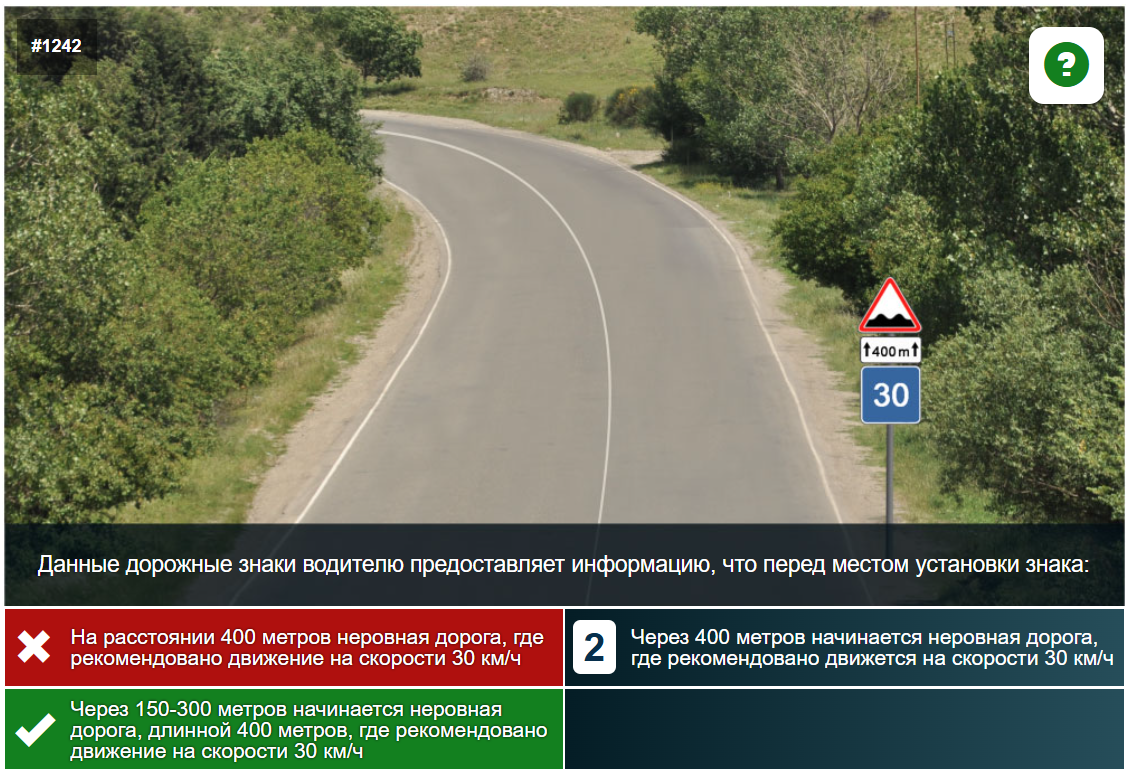 #1242
?
↑400m↑
30
Данные дорожные знаки водителю предоставляет информацию, что перед местом установки знака:
На расстоянии 400 метров неровная дорога, где
рекомендовано движение на скорости 30 км/ч
2
Через 400 метров начинается неровная дорога,
где рекомендовано движется на скорости 30 км/ч
Через 150-300 метров начинается неровная
дорога, длинной 400 метров, где рекомендовано
движение на скорости 30 км/ч